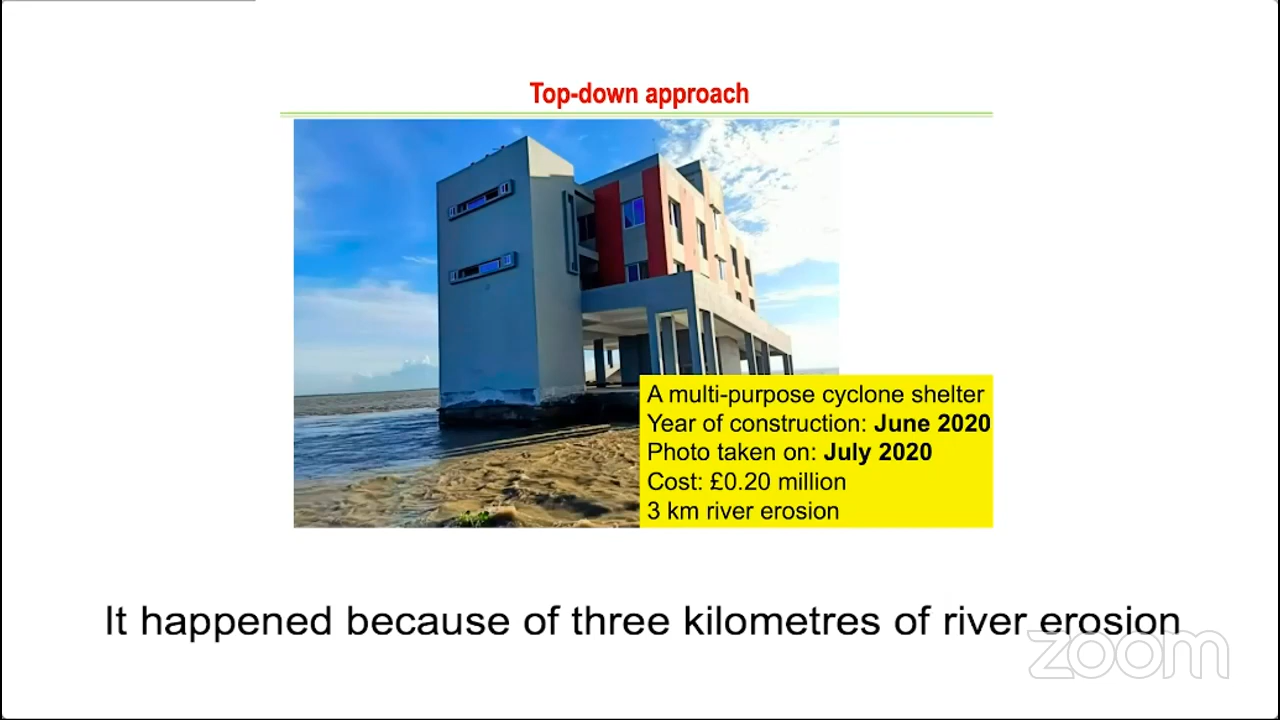 Top-down approach
A multi-purpose cyclone shelter
Year of construction: June 2020
Photo taken on: July 2020
Cost: £0.20 million
3 km river erosion
It happened because of three kilometres of river erosion
zoom